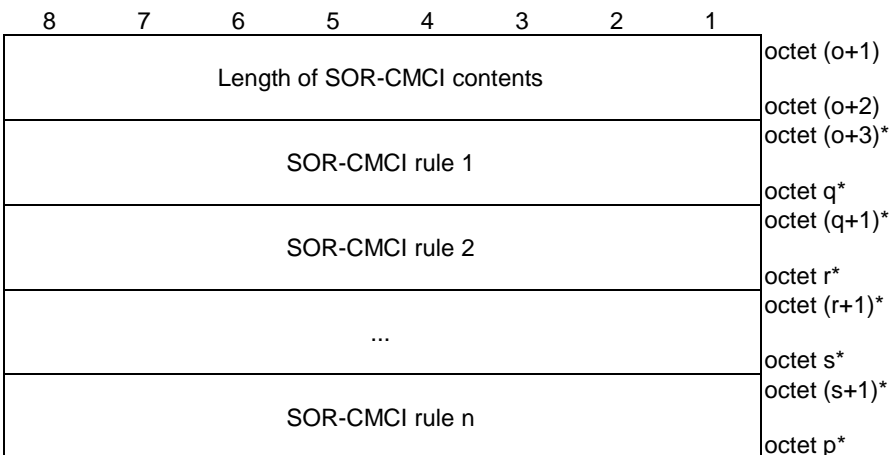 8 7 6 5 4 3 2 1
octet (o+1)
Length of SOR-CMCI contents
octet (o+2)
octet (o+3)*
SOR-CMCI rule 1
octet q*
octet (q+1)*
SOR-CMCI rule 2
octet r*
octet (r+1)*
...
octet s*
octet (s+1)*
SOR-CMCI rule n
octet p*